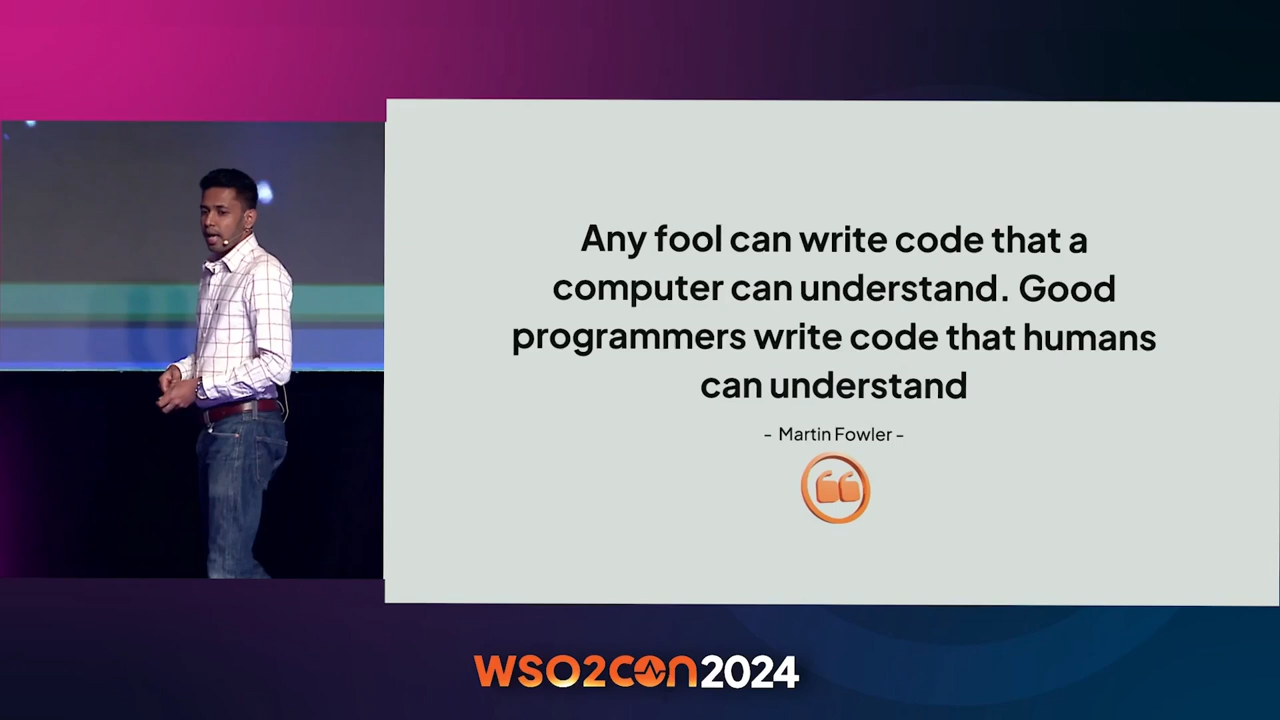 Any fool can write code that a
computer can understand. Good
programmers write code that humans
can understand
- Martin Fowler -
WSO2CON2024